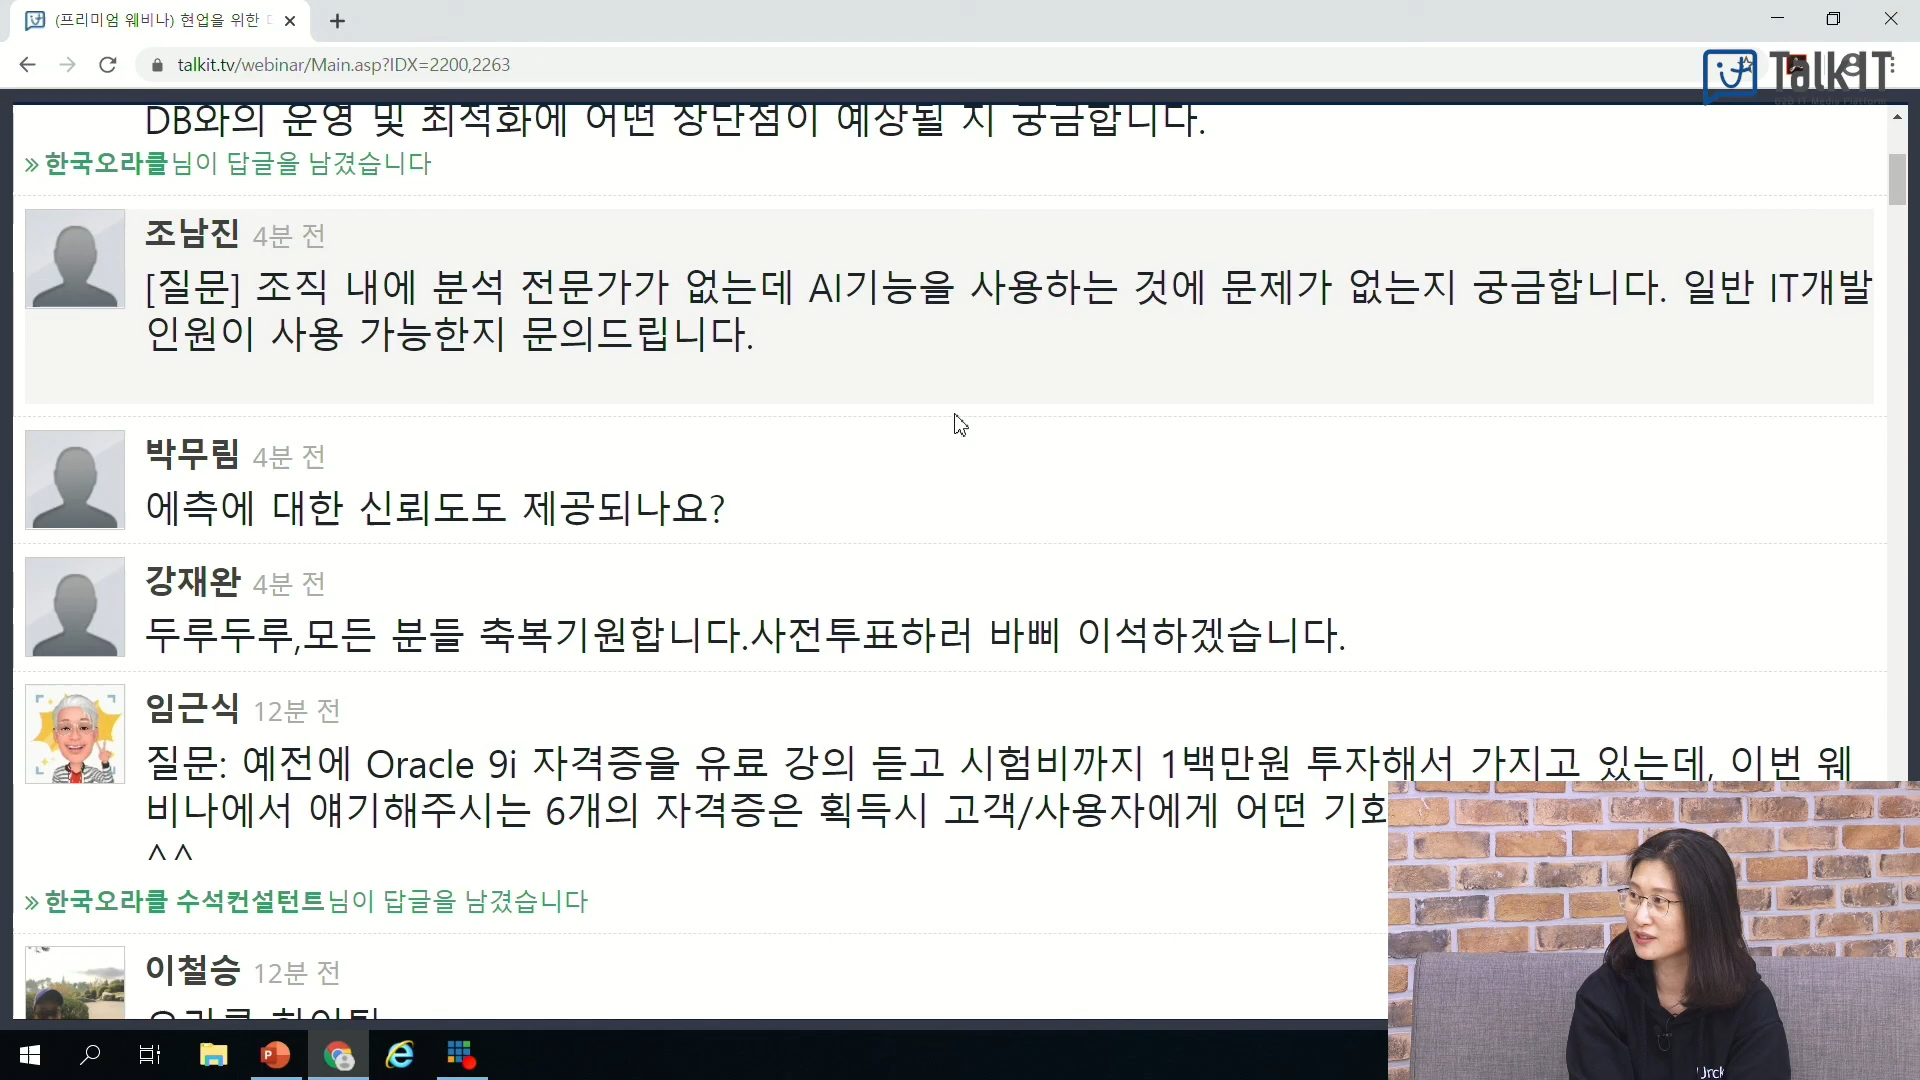 (프리미엄 웨비나) 현업을 위한
talkit.tv/webinar/Main.asp?IDX=2200,2263
TalkIT
DB와의 운영 및 최적화에 어떤 장단점이 예상될 지 궁금합니다.
» 한국오라클님이 답글을 남겼습니다
조남진 4분 전
[질문] 조직 내에 분석 전문가가 없는데 AI기능을 사용하는 것에 문제가 없는지 궁금합니다. 일반 IT개발
인원이 사용 가능한지 문의드립니다.
박무림 4분 전
에측에 대한 신뢰도도 제공되나요?
강재완 4분 전
두루두루,모든 분들 축복기원합니다.사전투표하러 바삐 이석하겠습니다.
임근식 12분 전
질문: 예전에 Oracle 9i 자격증을 유료 강의 듣고 시험비까지 1백만원 투자해서 가지고 있는데, 이번 웨
비나에서 얘기해주시는 6개의 자격증은 획득시 고객/사용자에게 어떤 기회
^^
» 한국오라클 수석컨설턴트님이 답글을 남겼습니다
이철승 12분 전